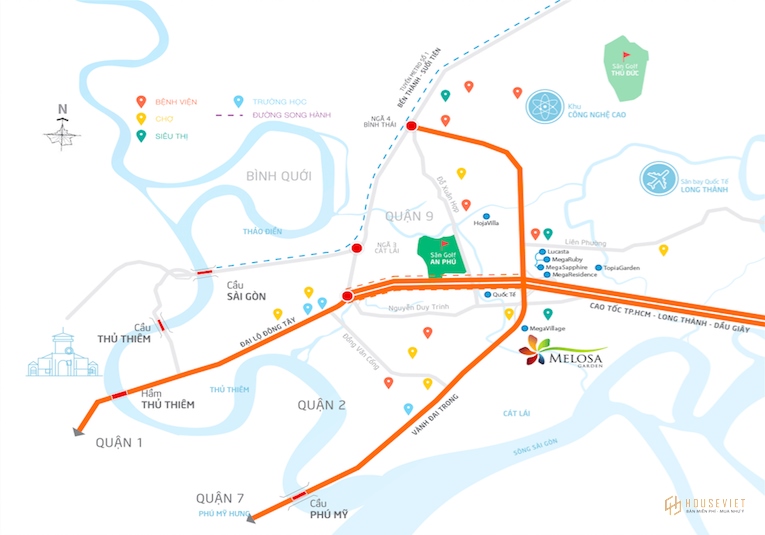 N
BỆNH VIỆN
CHỢ
SIÊU THỊ
TRƯỜNG HỌC
ĐƯỜNG SONG HÀNH
TUYẾN METRO SỐ 1
BẾN THÀNH - SUỐI TIÊN
Sân Golf
THỦ ĐỨC
Khu
CÔNG NGHỆ CAO
NGÃ 4
BÌNH THÁI
BÌNH QUỚI
Sân bay Quốc Tế
LONG THÀNH
Đỗ Xuân Hợp
QUẬN 9
HojaVilla
THẢO ĐIỀN
NGÃ 3
CÁT LÁI
Sân Golf
AN PHÚ
Liên Phường
Lucasta
MegaRuby
MegaSapphire
TopiaGarden
MegaResidence
Cầu
SÀI GÒN
Quốc Tế
Nguyễn Duy Trinh
CAO TỐC TP.HCM - LONG THÀNH - DẦU GIÂY
Cầu
THỦ THIÊM
ĐẠI LỘ ĐÔNG TÂY
Đồng Văn Cống
MegaVillage
MELOSA
GARDEN
THỦ THIÊM
Hầm
THỦ THIÊM
QUẬN 2
VÀNH ĐAI TRONG
CÁT LÁI
QUẬN 1
SÔNG SÀI GÒN
QUẬN 7
PHÚ MỸ HƯNG
Cầu
PHÚ MỸ
HOUSEVIET